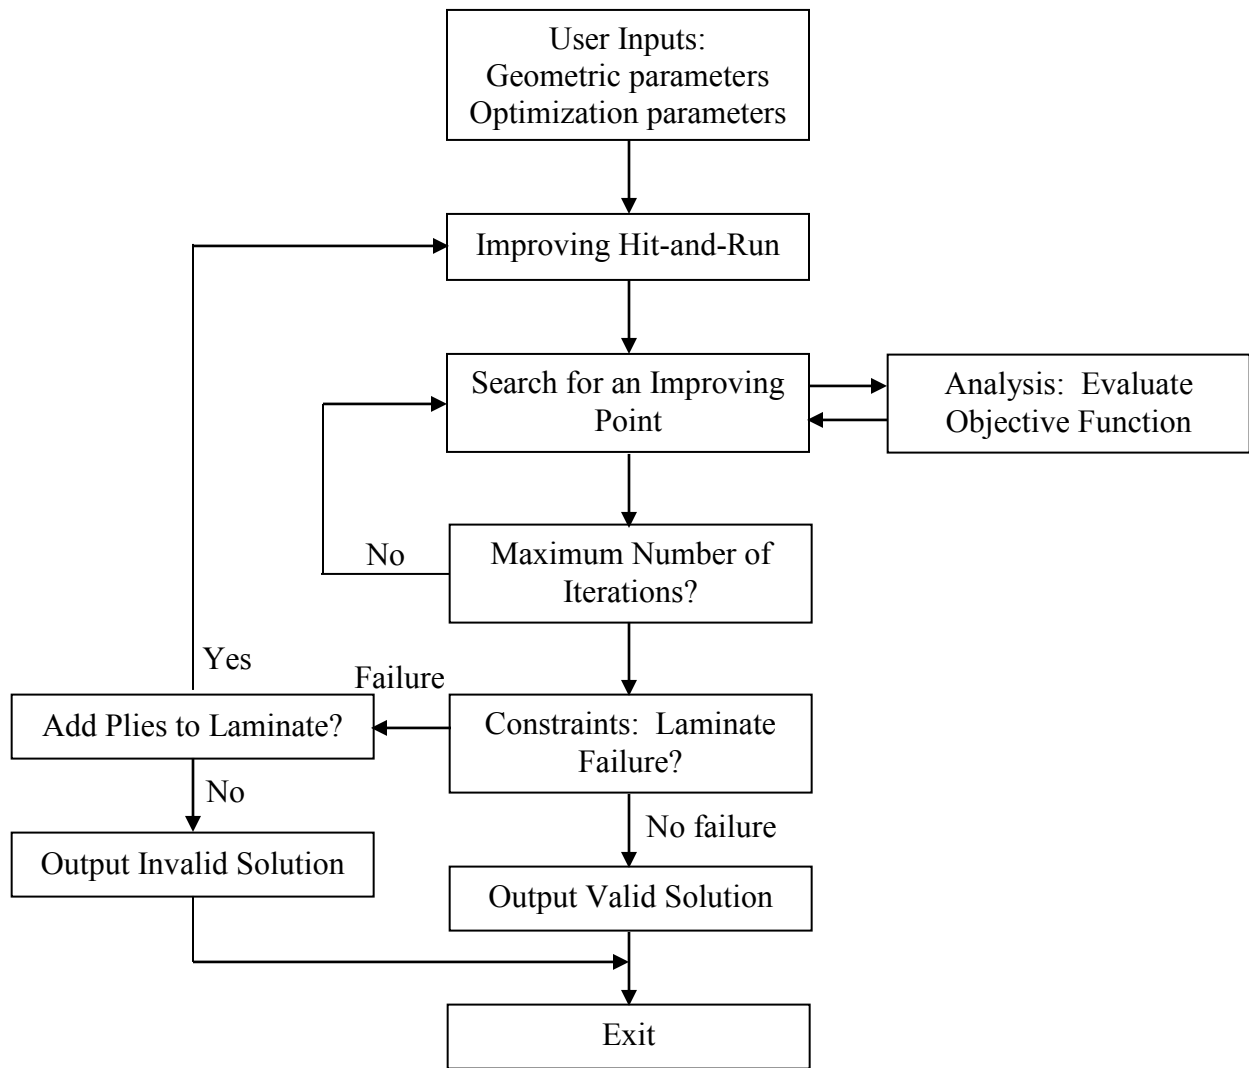 User Inputs:
Geometric parameters
Optimization parameters
Improving Hit-and-Run
Search for an Improving
Point
Analysis:  Evaluate
Objective Function
No
Maximum Number of
Iterations?
Yes
Failure
Add Plies to Laminate?
Constraints:  Laminate
Failure?
No
No failure
Output Invalid Solution
Output Valid Solution
Exit